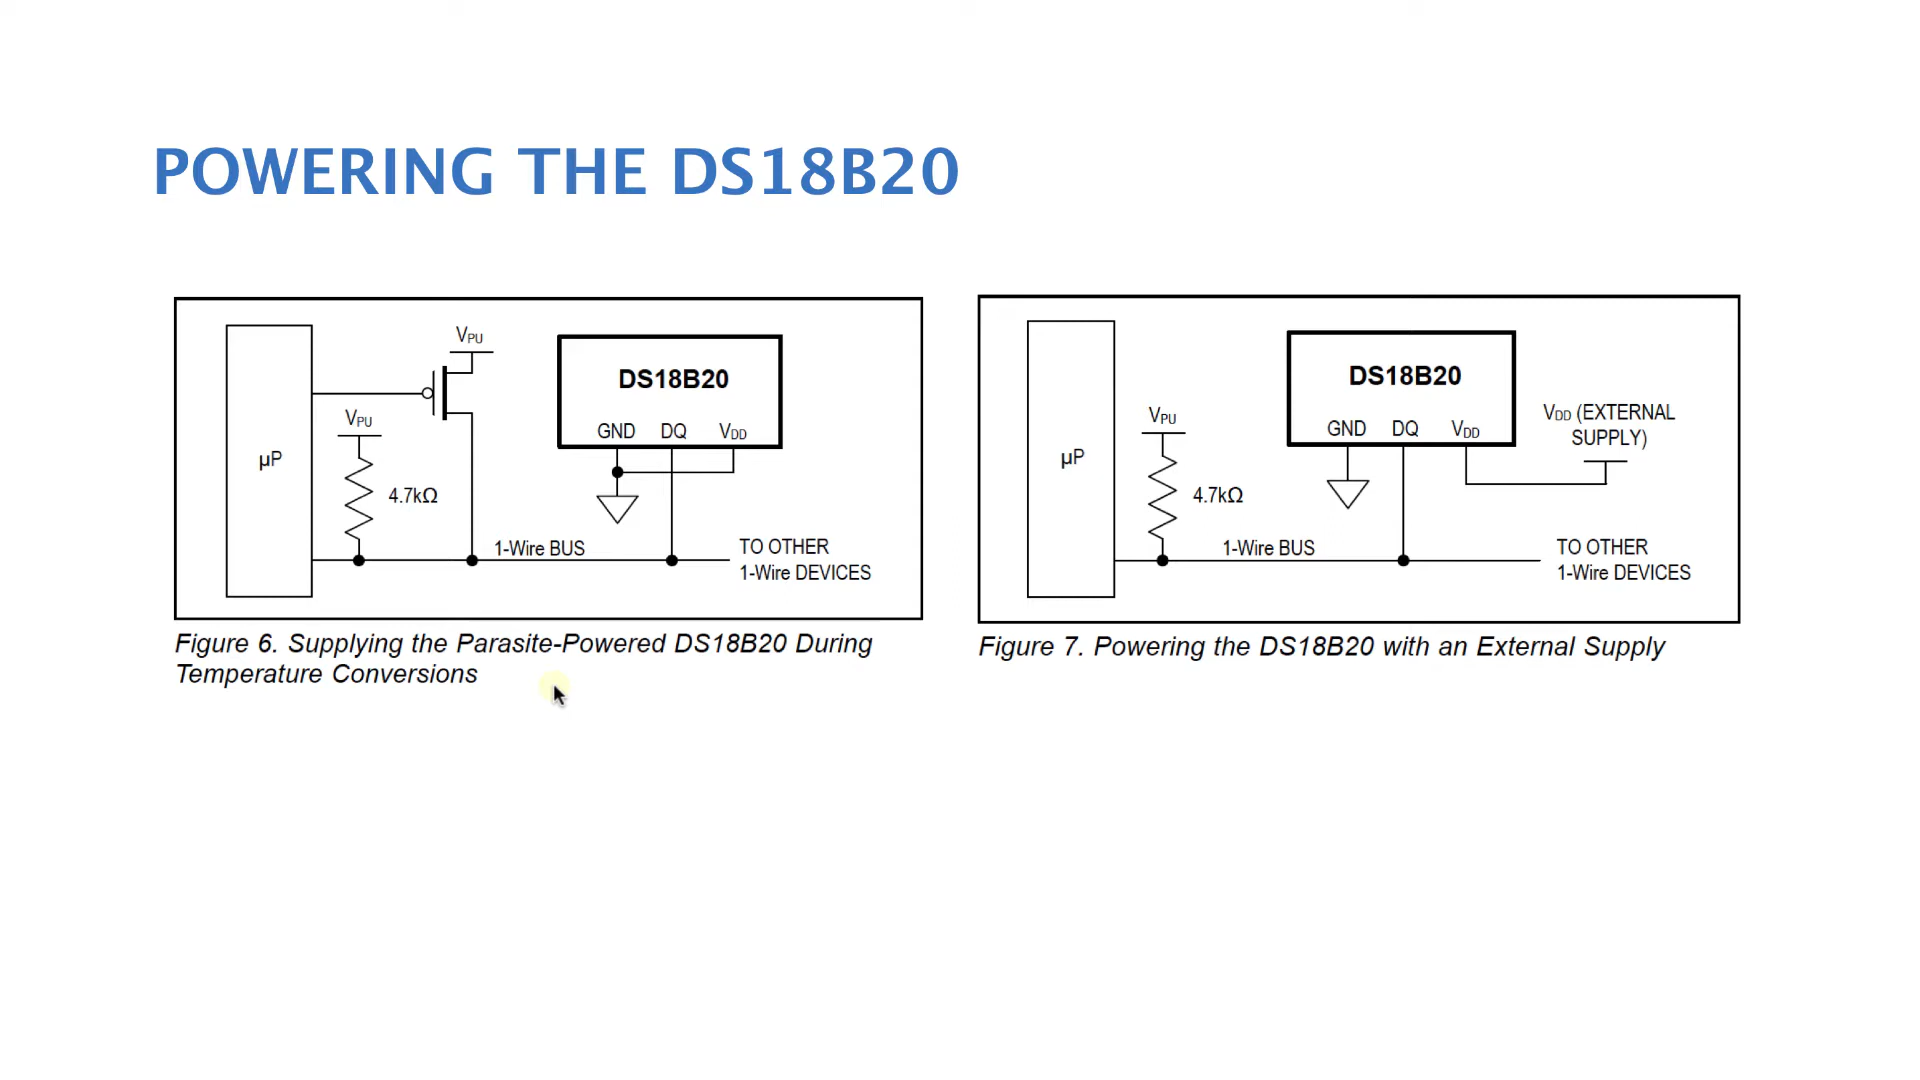 POWERING THE DS18B20
VPU
VPU
µP
4.7kΩ
DS18B20
GND DQ VDD
1-Wire BUS
TO OTHER
1-Wire DEVICES
Figure 6. Supplying the Parasite-Powered DS18B20 During
Temperature Conversions
VPU
µP
4.7kΩ
DS18B20
GND DQ VDD
VDD (EXTERNAL
SUPPLY)
1-Wire BUS
TO OTHER
1-Wire DEVICES
Figure 7. Powering the DS18B20 with an External Supply